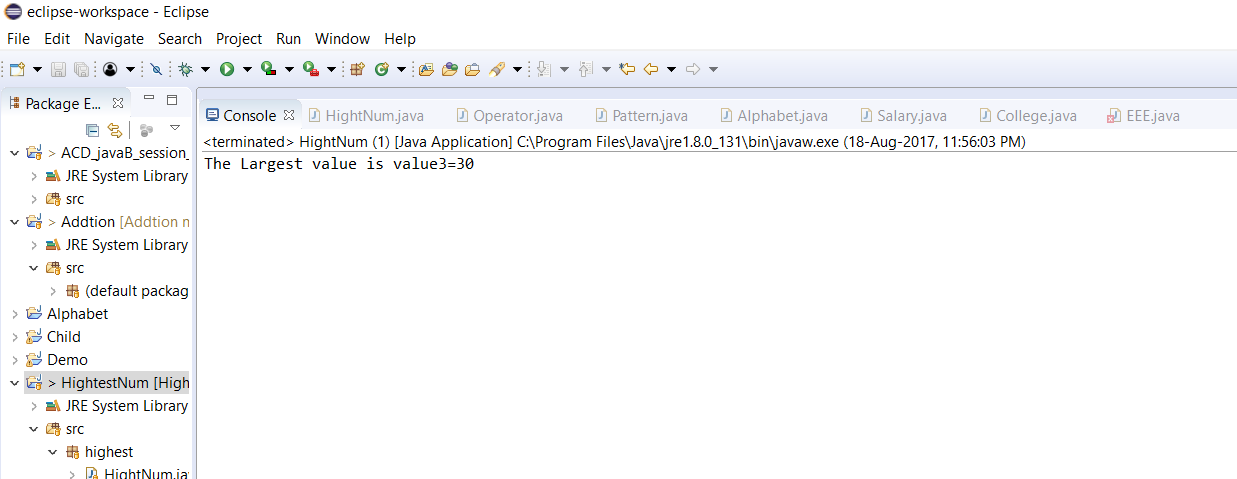 eclipse-workspace - Eclipse
File Edit Navigate Search Project Run Window Help
Package E...
Console HightNum.java Operator.java Pattern.java Alphabet.java Salary.java College.java EEE.java
<terminated> HightNum (1) [Java Application] C:\Program Files\Java\jre1.8.0_131\bin\javaw.exe (18-Aug-2017, 11:56:03 PM)
The Largest value is value3=30
> ACD_javaB_session_
JRE System Library
src
> Addtion [Addtion n
JRE System Library
src
(default packag
Alphabet
Child
Demo
> HightestNum [High
JRE System Library
src
highest
HightNum.ja